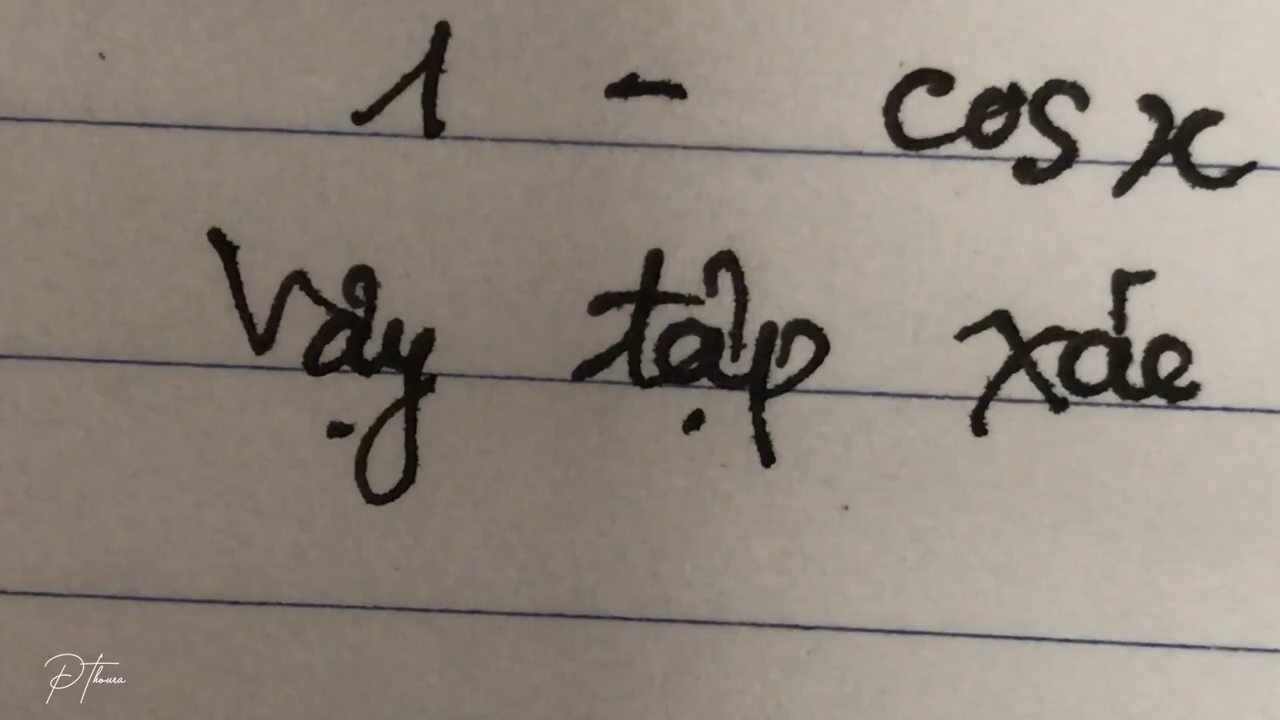 1 - cos x
Vậy tập xác